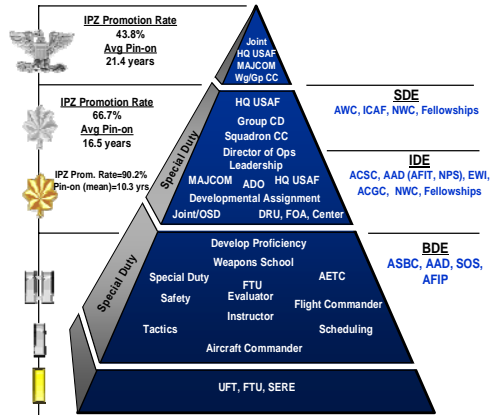 IPZ Promotion Rate
43.8%
Avg Pin-on
21.4 years
Joint
HQ USAF
MAJCOM
Wg/Gp CC
IPZ Promotion Rate
66.7%
Avg Pin-on
16.5 years
IPZ Prom. Rate=90.2%
Pin-on (mean)=10.3 yrs
Special Duty
HQ USAF
Group CD
Squadron CC
Director of Ops
Leadership
MAJCOM ADO HQ USAF
Developmental Assignment
Joint/OSD DRU, FOA, Center
SDE
AWC, ICAF, NWC, Fellowships
IDE
ACSC, AAD (AFIT, NPS), EWI,
ACGC, NWC, Fellowships
Special Duty
Develop Proficiency
Weapons School
Special Duty FTU AETC
Safety Evaluator Flight Commander
Instructor
Tactics Scheduling
Aircraft Commander
BDE
ASBC, AAD, SOS,
AFIP
UFT, FTU, SERE